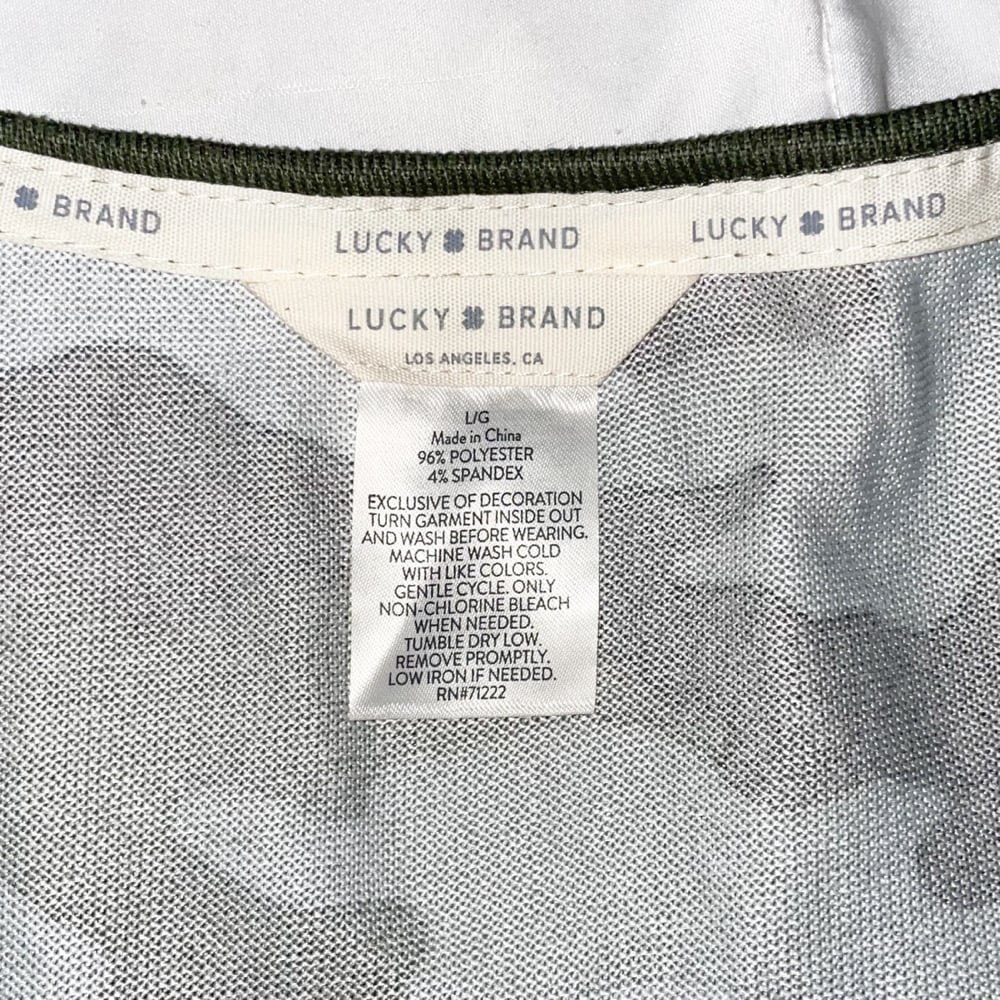 BRAND
LUCKY BRAND
LUCKY BRAND
LUCKY BRAND
LOS ANGELES, CA
L/G
Made in China
96% POLYESTER
4% SPANDEX
EXCLUSIVE OF DECORATION
TURN GARMENT INSIDE OUT
AND WASH BEFORE WEARING.
MACHINE WASH COLD
WITH LIKE COLORS.
GENTLE CYCLE. ONLY
NON-CHLORINE BLEACH
WHEN NEEDED.
TUMBLE DRY LOW.
REMOVE PROMPTLY.
LOW IRON IF NEEDED.
RN#71222